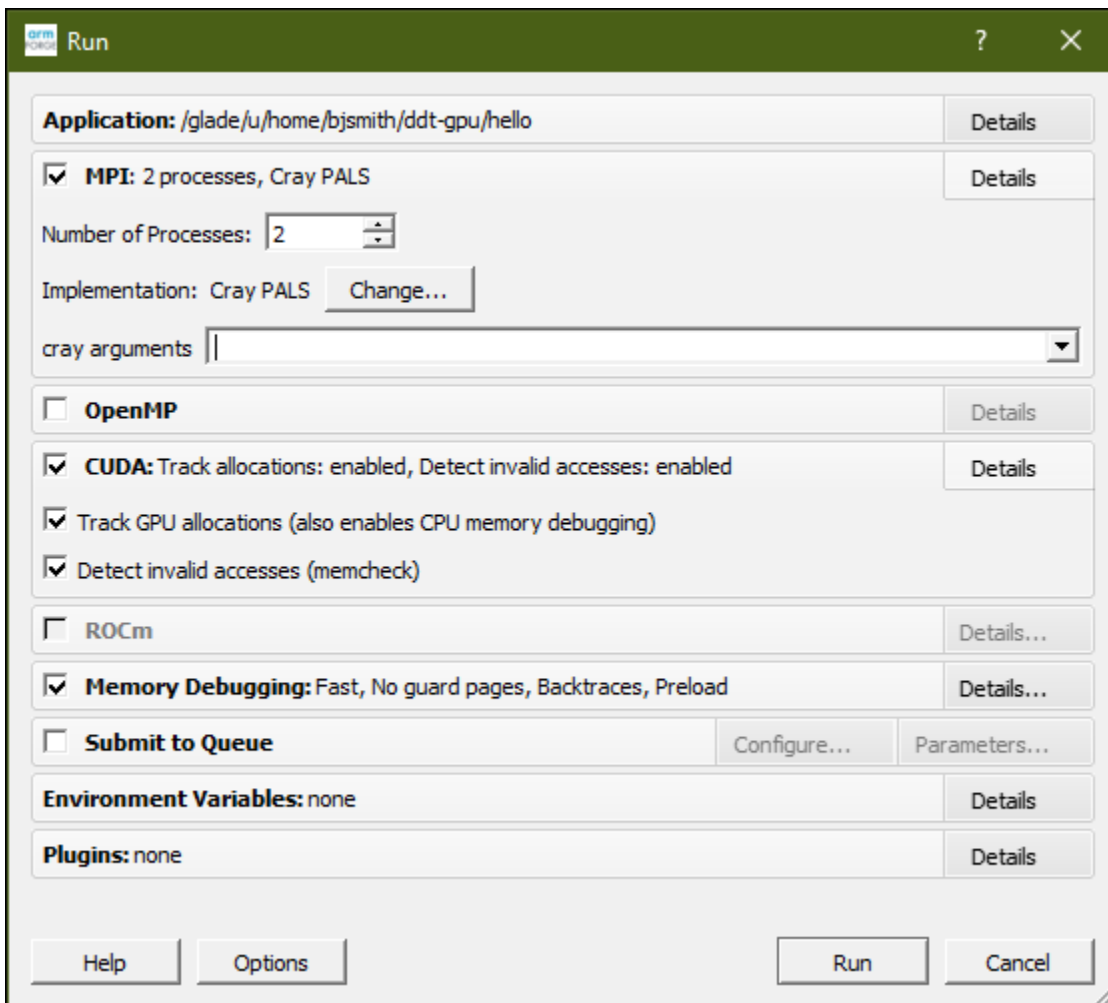 arm
FORGE
Run
?
Application: /glade/u/home/bjsmith/ddt-gpu/hello
Details
MPI: 2 processes, Cray PALS
Details
Number of Processes: 2
Implementation: Cray PALS Change...
cray arguments
OpenMP
Details
CUDA: Track allocations: enabled, Detect invalid accesses: enabled
Details
Track GPU allocations (also enables CPU memory debugging)
Detect invalid accesses (memcheck)
ROCm
Details...
Memory Debugging: Fast, No guard pages, Backtraces, Preload
Details...
Submit to Queue
Configure...
Parameters...
Environment Variables: none
Details
Plugins: none
Details
Help
Options
Run
Cancel